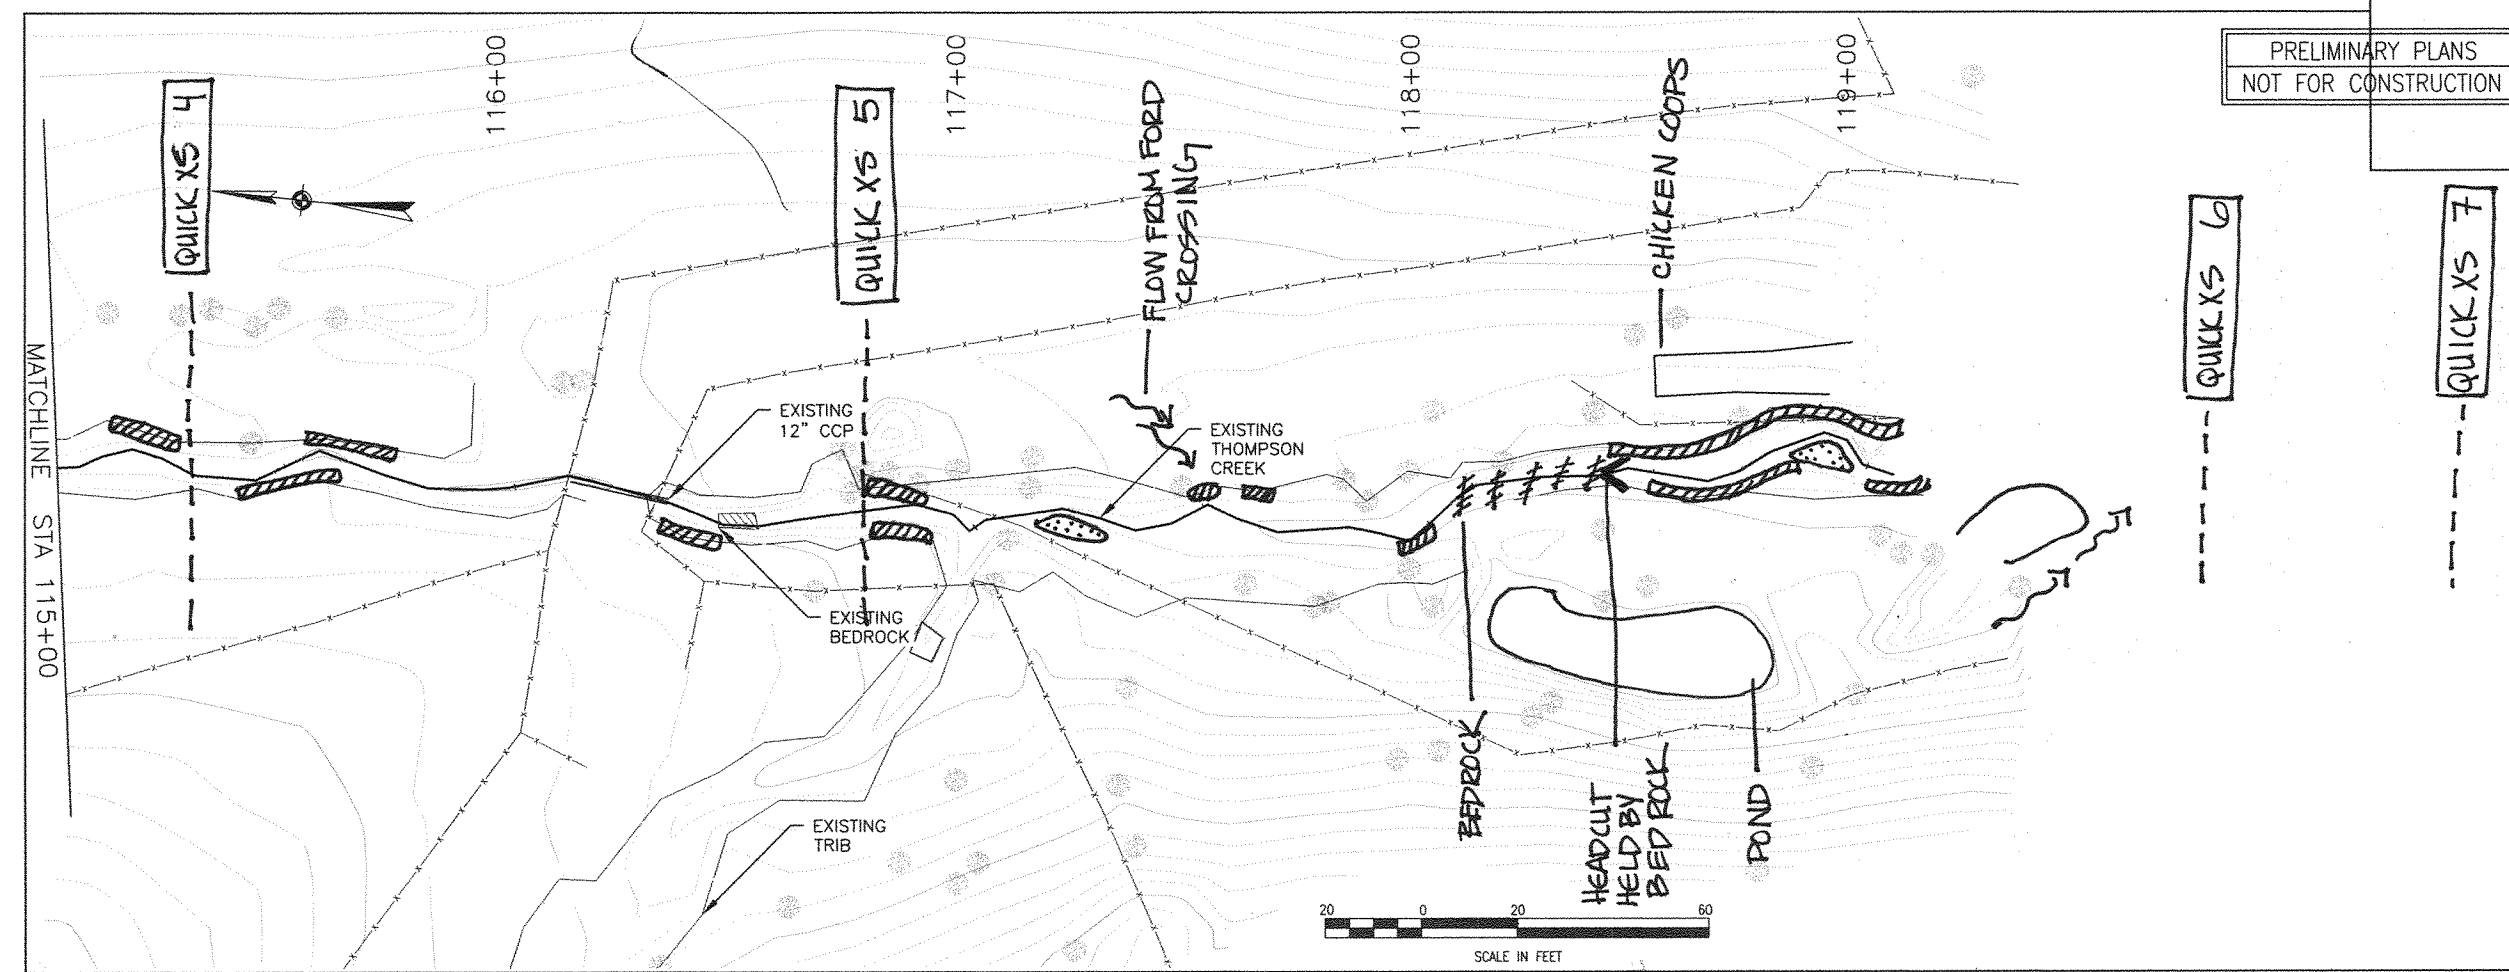 PRELIMINARY PLANS
NOT FOR CONSTRUCTION
116+00
117+00
118+00
119+00
QUICK XS 4
QUICK XS 5
FLOW FROM FORD
CROSSING
CHICKEN COOPS
QUICK XS 6
QUICK XS 7
MATCHLINE STA 115+00
EXISTING
12" CCP
EXISTING
THOMPSON
CREEK
EXISTING
BEDROCK
EXISTING
TRIB
BEDROCK
HEADCUT
HELD BY
BED ROCK
POND
20 0 20 60
SCALE IN FEET